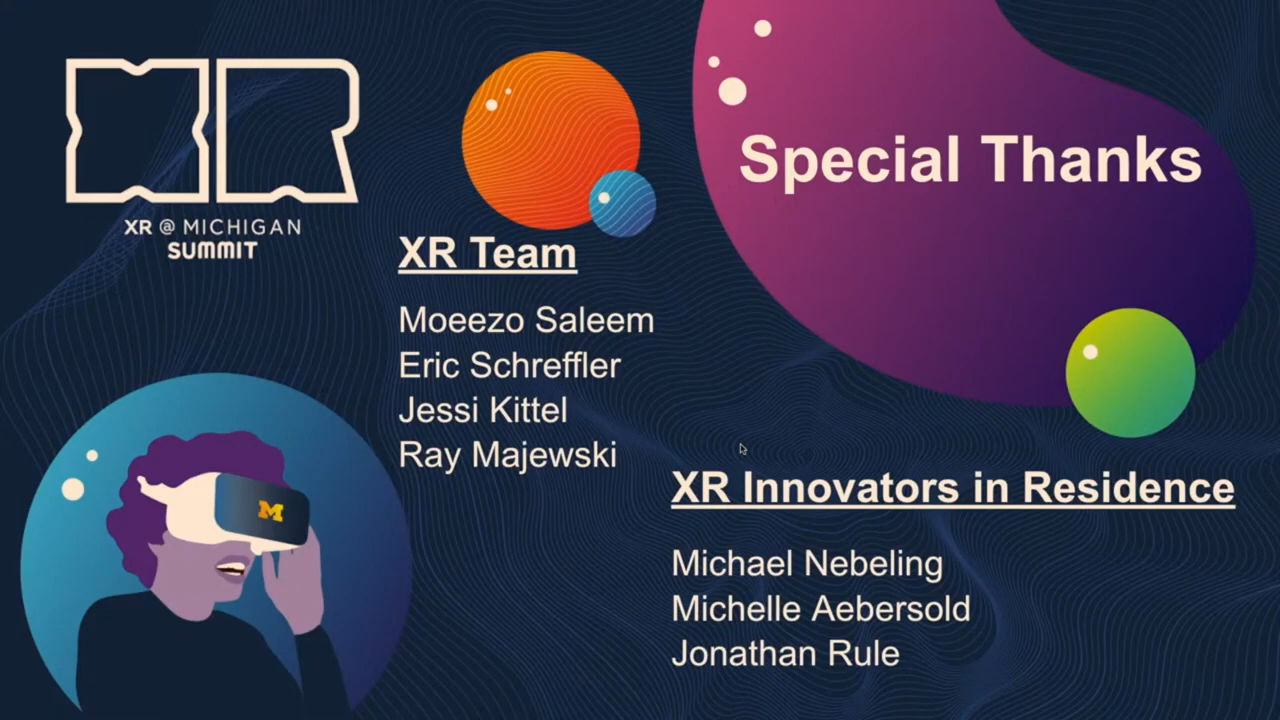 XR
XR @ MICHIGAN
SUMMIT
Special Thanks
XR Team
Moeezo Saleem
Eric Schreffler
Jessi Kittel
Ray Majewski
M
XR Innovators in Residence
Michael Nebeling
Michelle Aebersold
Jonathan Rule